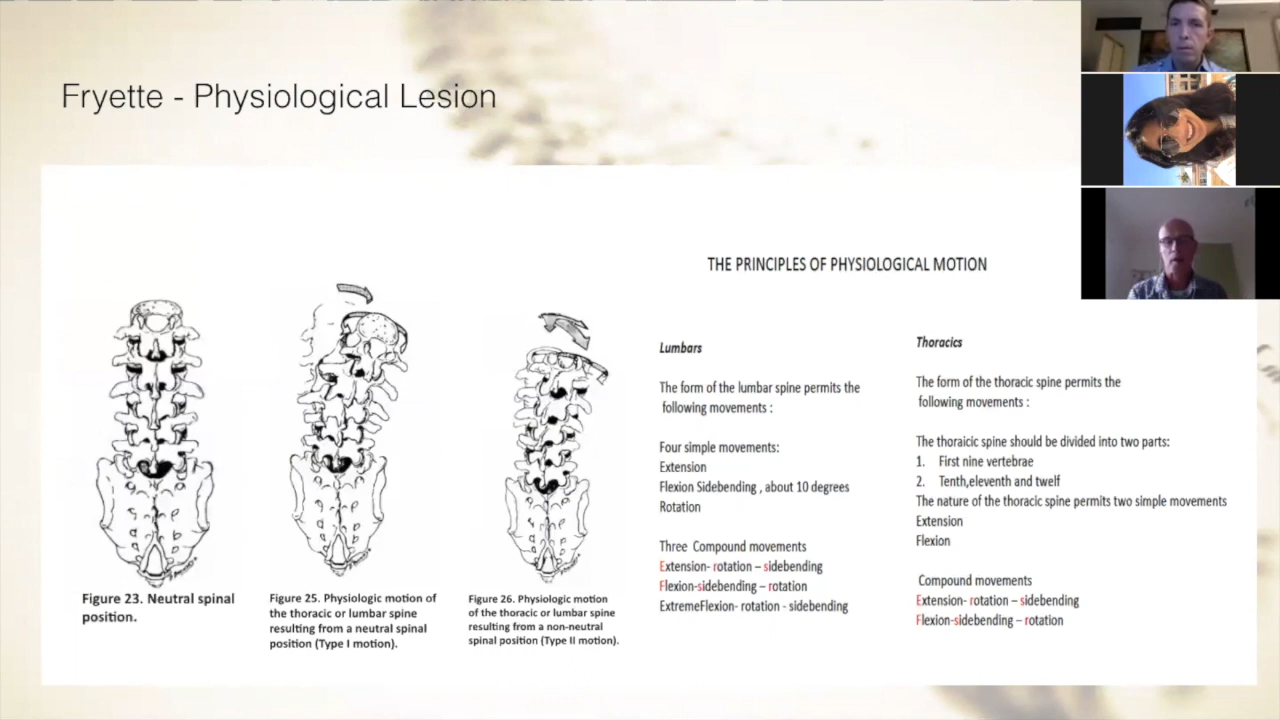 Fryette - Physiological Lesion
THE PRINCIPLES OF PHYSIOLOGICAL MOTION
Figure 23. Neutral spinal
position.
Figure 25. Physiologic motion of
the thoracic or lumbar spine
resulting from a neutral spinal
position (Type I motion).
Figure 26. Physiologic motion
of the thoracic or lumbar spine
resulting from a non-neutral
spinal position (Type II motion).
Lumbars
The form of the lumbar spine permits the
following movements :
Four simple movements:
Extension
Flexion Sidebending , about 10 degrees
Rotation
Three Compound movements
Extension- rotation – sidebending
Flexion-sidebending – rotation
ExtremeFlexion- rotation - sidebending
Thoracics
The form of the thoracic spine permits the
following movements :
The thoraicic spine should be divided into two parts:
1. First nine vertebrae
2. Tenth,eleventh and twelf
The nature of the thoracic spine permits two simple movements
Extension
Flexion
Compound movements
Extension- rotation – sidebending
Flexion-sidebending – rotation